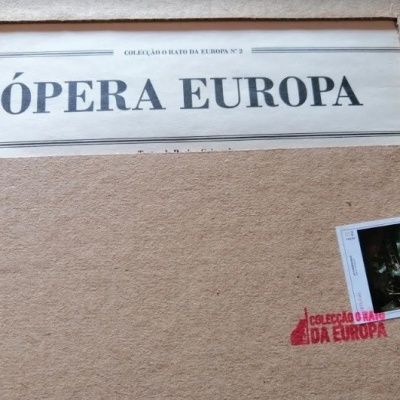 COLECÇÃO O RATO DA EUROPA Nº 2
ÓPERA EUROPA
COLECÇÃO O RATO
DA EUROPA